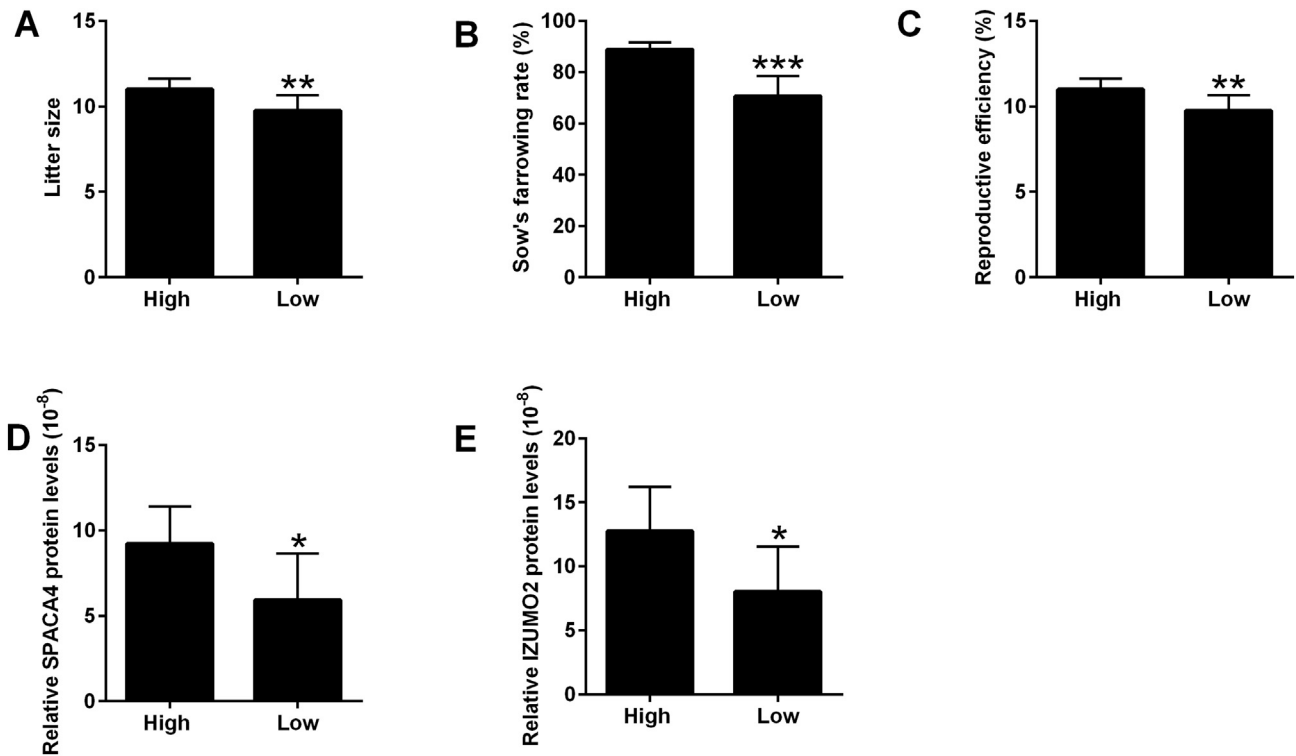 A
Litter size
15
10
5
0
**
High
Low
B
Sow's farrowing rate (%)
100
80
60
40
20
0
***
High
Low
C
Reproductive efficiency (%)
15
10
5
0
**
High
Low
D
Relative SPACA4 protein levels (10⁻⁸)
15
10
5
0
*
High
Low
E
Relative IZUMO2 protein levels (10⁻⁸)
20
15
10
5
0
*
High
Low